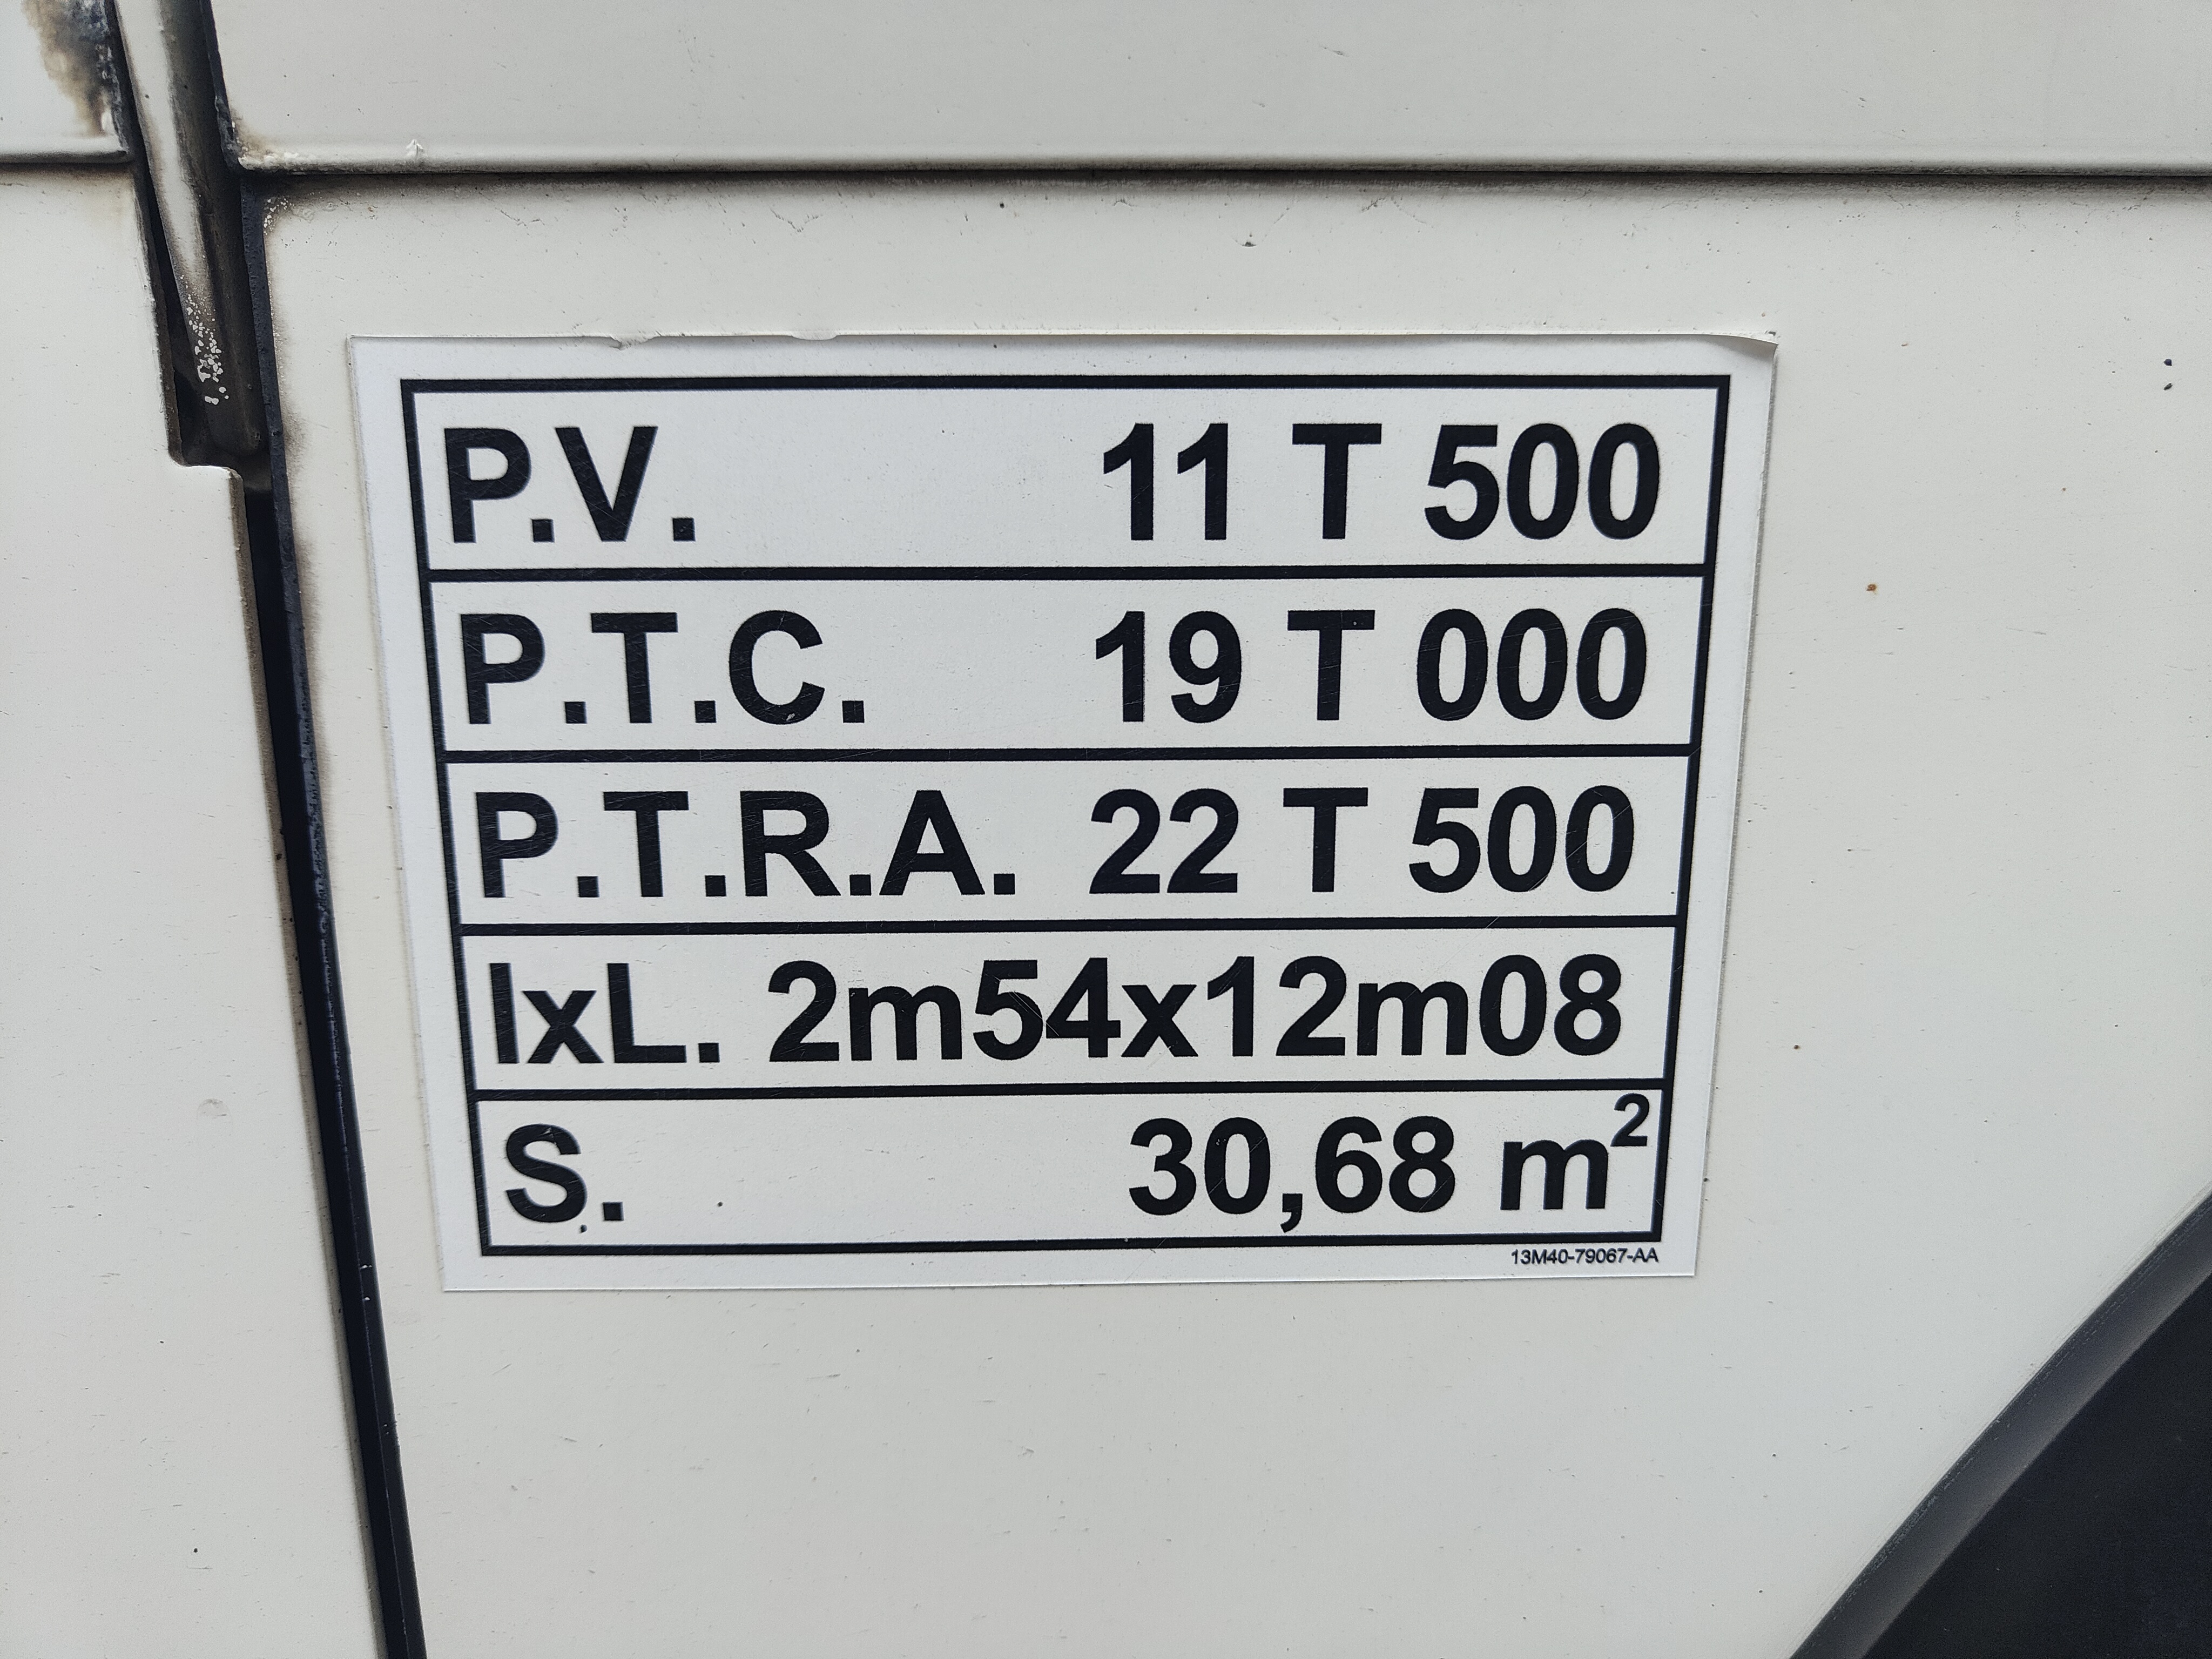 P.V. 11 T 500
P.T.C. 19 T 000
P.T.R.A. 22 T 500
lxL. 2m54x12m08
S. 30,68 m²
13M40-79067-AA